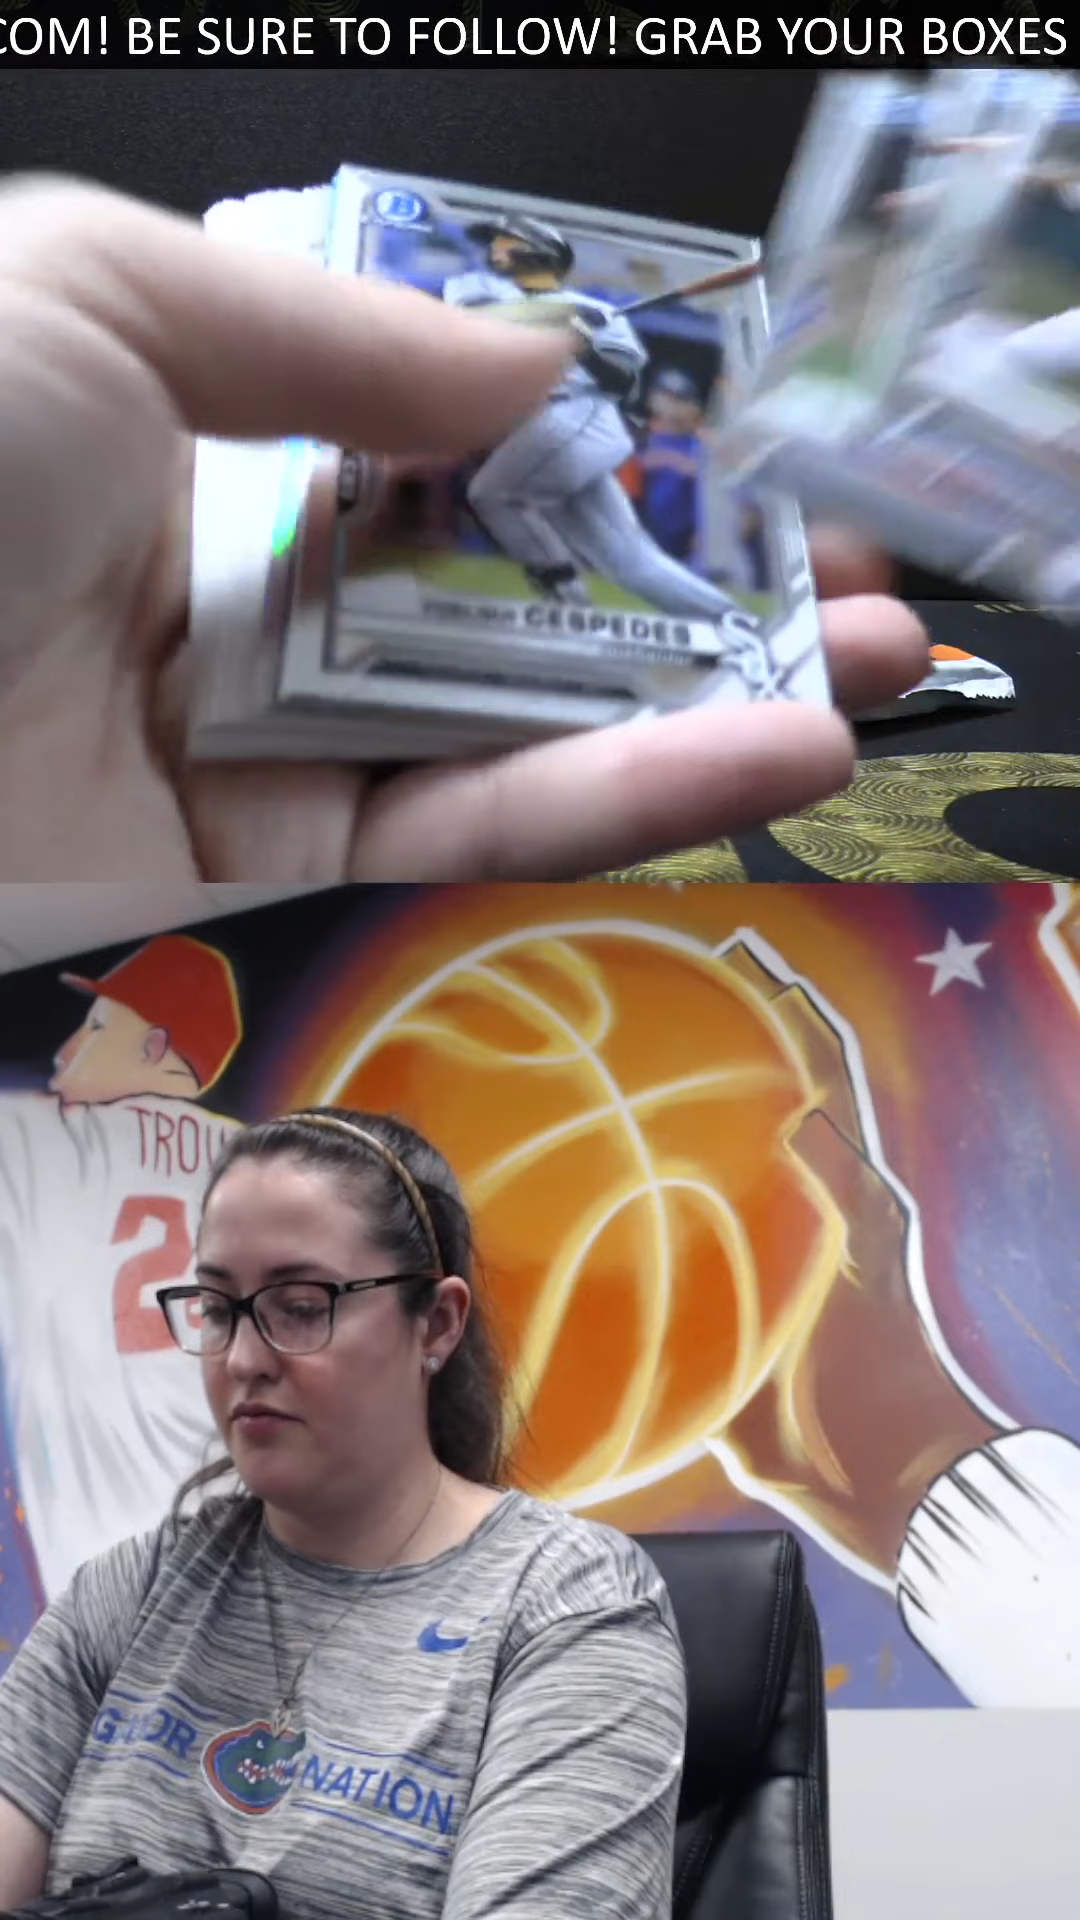 COM! BE SURE TO FOLLOW! GRAB YOUR BOXES
B
CESPEDES
TROU
2
GATOR NATION